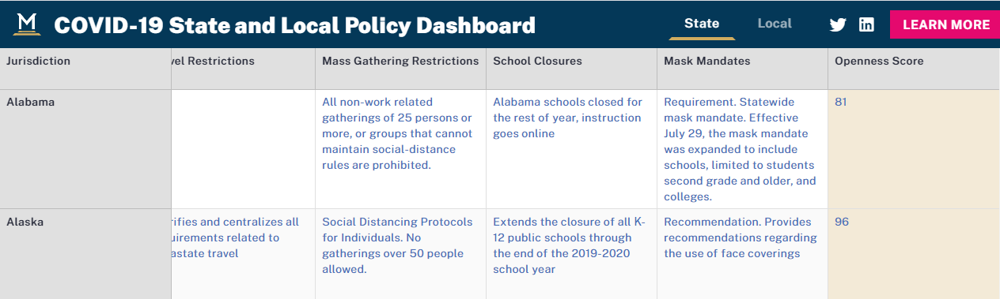 M
COVID-19 State and Local Policy Dashboard
State
Local
LEARN MORE
Jurisdiction
Restrictions
Mass Gathering Restrictions
School Closures
Mask Mandates
Openness Score
Alabama
All non-work related
gatherings of 25 persons or
more, or groups that cannot
maintain social-distance
rules are prohibited.
Alabama schools closed for
the rest of year, instruction
goes online
Requirement. Statewide
mask mandate. Effective
July 29, the mask mandate
was expanded to include
schools, limited to students
second grade and older, and
colleges.
81
Alaska
and centralizes all
related to
travel
Social Distancing Protocols
for Individuals. No
gatherings over 50 people
allowed.
Extends the closure of all K-
12 public schools through
the end of the 2019-2020
school year
Recommendation. Provides
recommendations regarding
the use of face coverings
96